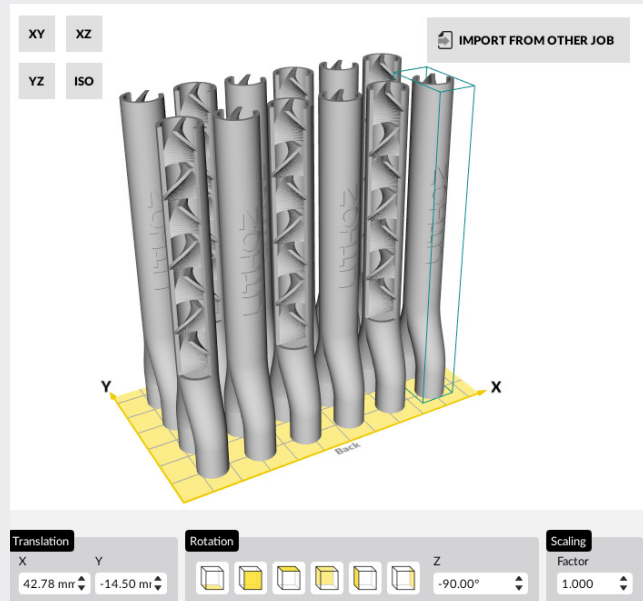 XY
XZ
IMPORT FROM OTHER JOB
YZ
ISO
Y
X
Back
Translation
Rotation
Scaling
X
Y
Z
Factor
42.78 mm
-14.50 mr
-90.00°
1.000